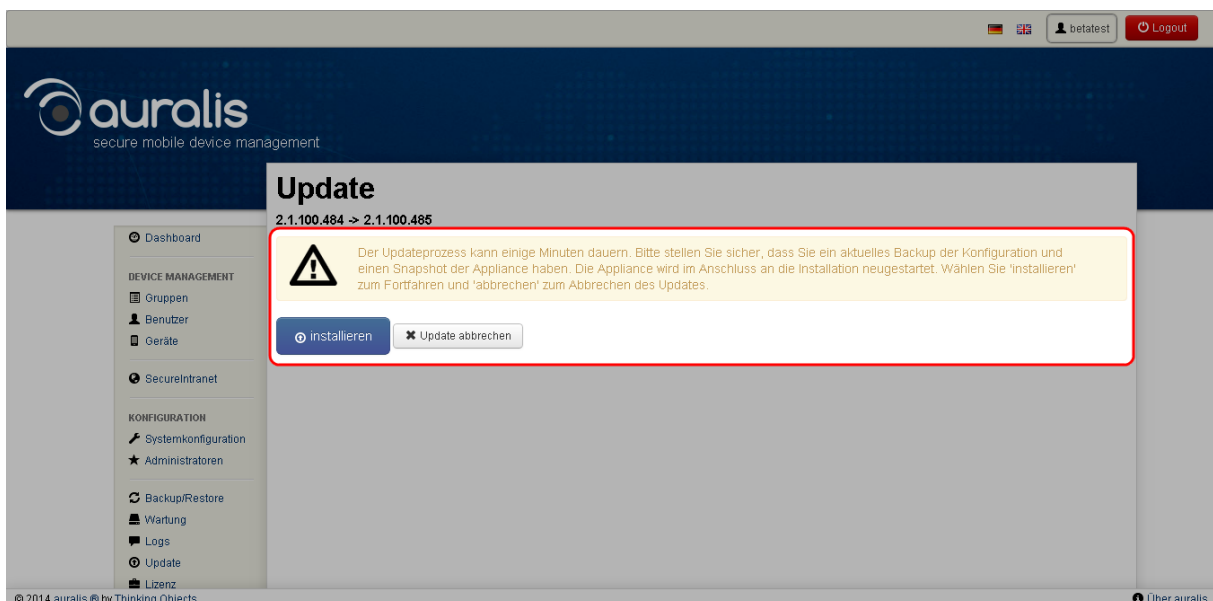 betatest
Logout
auralis
secure mobile device management
Update
2.1.100.484 -> 2.1.100.485
Der Updateprozess kann einige Minuten dauern. Bitte stellen Sie sicher, dass Sie ein aktuelles Backup der Konfiguration und
einen Snapshot der Appliance haben. Die Appliance wird im Anschluss an die Installation neugestartet. Wählen Sie 'installieren'
zum Fortfahren und 'abbrechen' zum Abbrechen des Updates.
installieren
Update abbrechen
Dashboard
DEVICE MANAGEMENT
Gruppen
Benutzer
Geräte
SecureIntranet
KONFIGURATION
Systemkonfiguration
Administratoren
Backup/Restore
Wartung
Logs
Update
Lizenz
© 2014 auralis ® by Thinking Objects
Über auralis